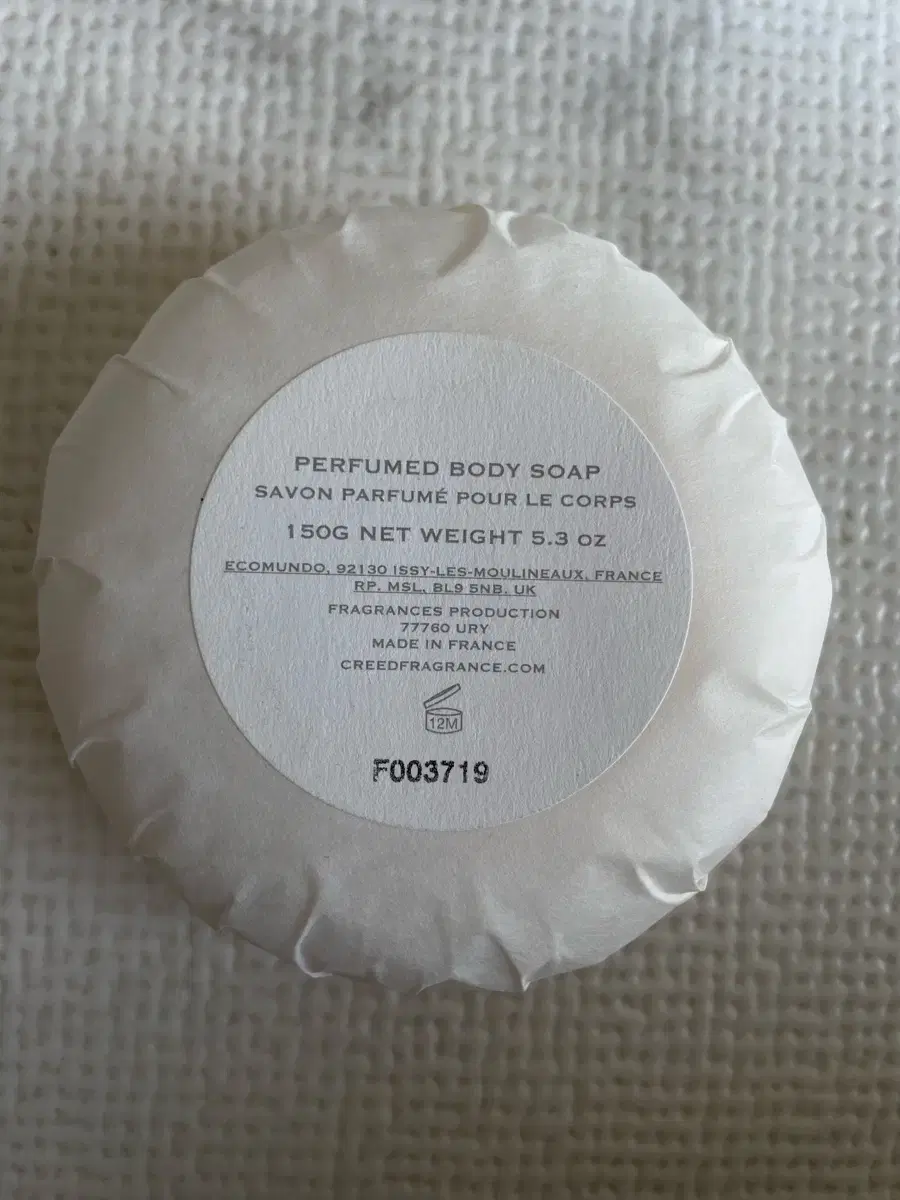 PERFUMED BODY SOAP
SAVON PARFUMÉ POUR LE CORPS
150G NET WEIGHT 5.3 OZ
ECOMUNDO, 92130 ISSY-LES-MOULINEAUX, FRANCE
RP. MSL, BL9 5NB, UK
FRAGRANCES PRODUCTION
77760 URY
MADE IN FRANCE
CREEDFRAGRANCE.COM
12M
F003719